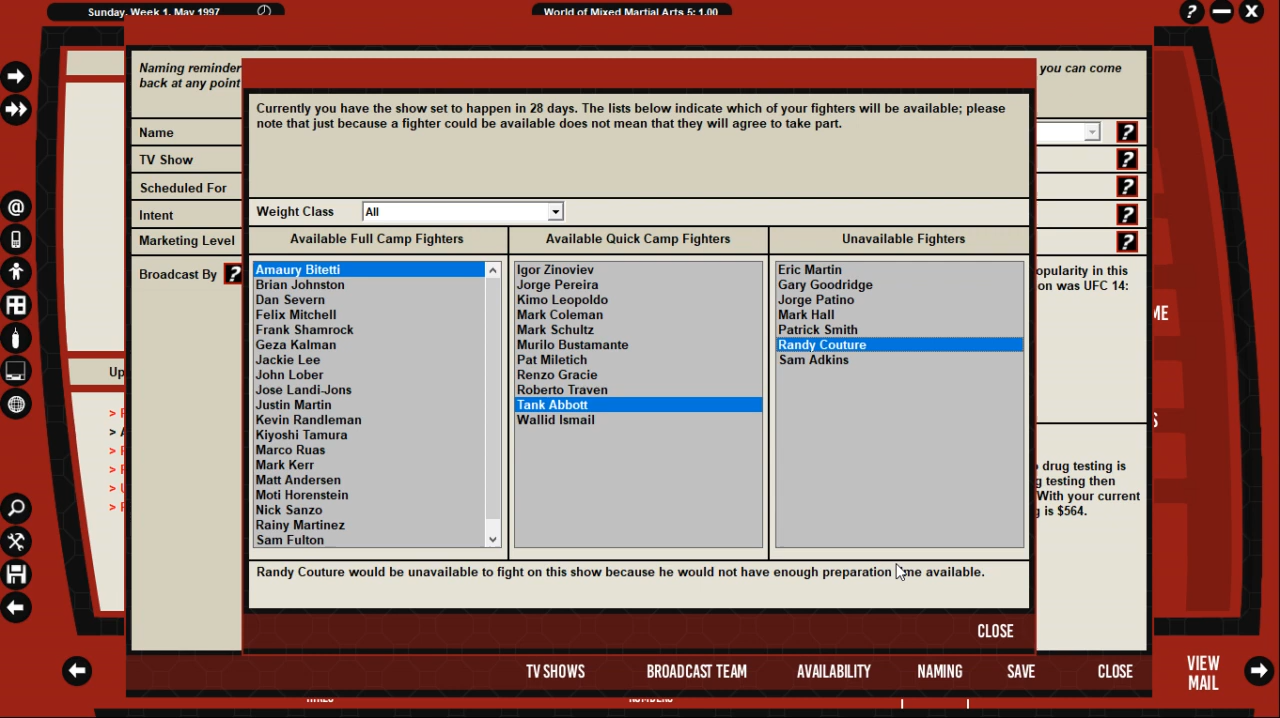 Sunday, Week 1, May 1997
World of Mixed Martial Arts 5: 1.00
?
X
Naming reminder
you can come
back at any point
Currently you have the show set to happen in 28 days. The lists below indicate which of your fighters will be available; please
note that just because a fighter could be available does not mean that they will agree to take part.
Name
?
TV Show
?
Scheduled For
?
Intent
?
Marketing Level
?
Broadcast By ?
Weight Class
All
Available Full Camp Fighters
Amaury Bitetti
Brian Johnston
Dan Severn
Felix Mitchell
Frank Shamrock
Geza Kalman
Jackie Lee
John Lober
Jose Landi-Jons
Justin Martin
Kevin Randleman
Kiyoshi Tamura
Marco Ruas
Mark Kerr
Matt Andersen
Moti Horenstein
Nick Sanzo
Rainy Martinez
Sam Fulton
Available Quick Camp Fighters
Igor Zinoviev
Jorge Pereira
Kimo Leopoldo
Mark Coleman
Mark Schultz
Murilo Bustamante
Pat Miletich
Renzo Gracie
Roberto Traven
Tank Abbott
Wallid Ismail
Unavailable Fighters
Eric Martin
Gary Goodridge
Jorge Patino
Mark Hall
Patrick Smith
Randy Couture
Sam Adkins
opularity in this
on was UFC 14:
drug testing is
g testing then
With your current
g is $564.
Up
ME
S
Randy Couture would be unavailable to fight on this show because he would not have enough preparation me available.
CLOSE
TV SHOWS
BROADCAST TEAM
AVAILABILITY
NAMING
SAVE
CLOSE
VIEW
MAIL